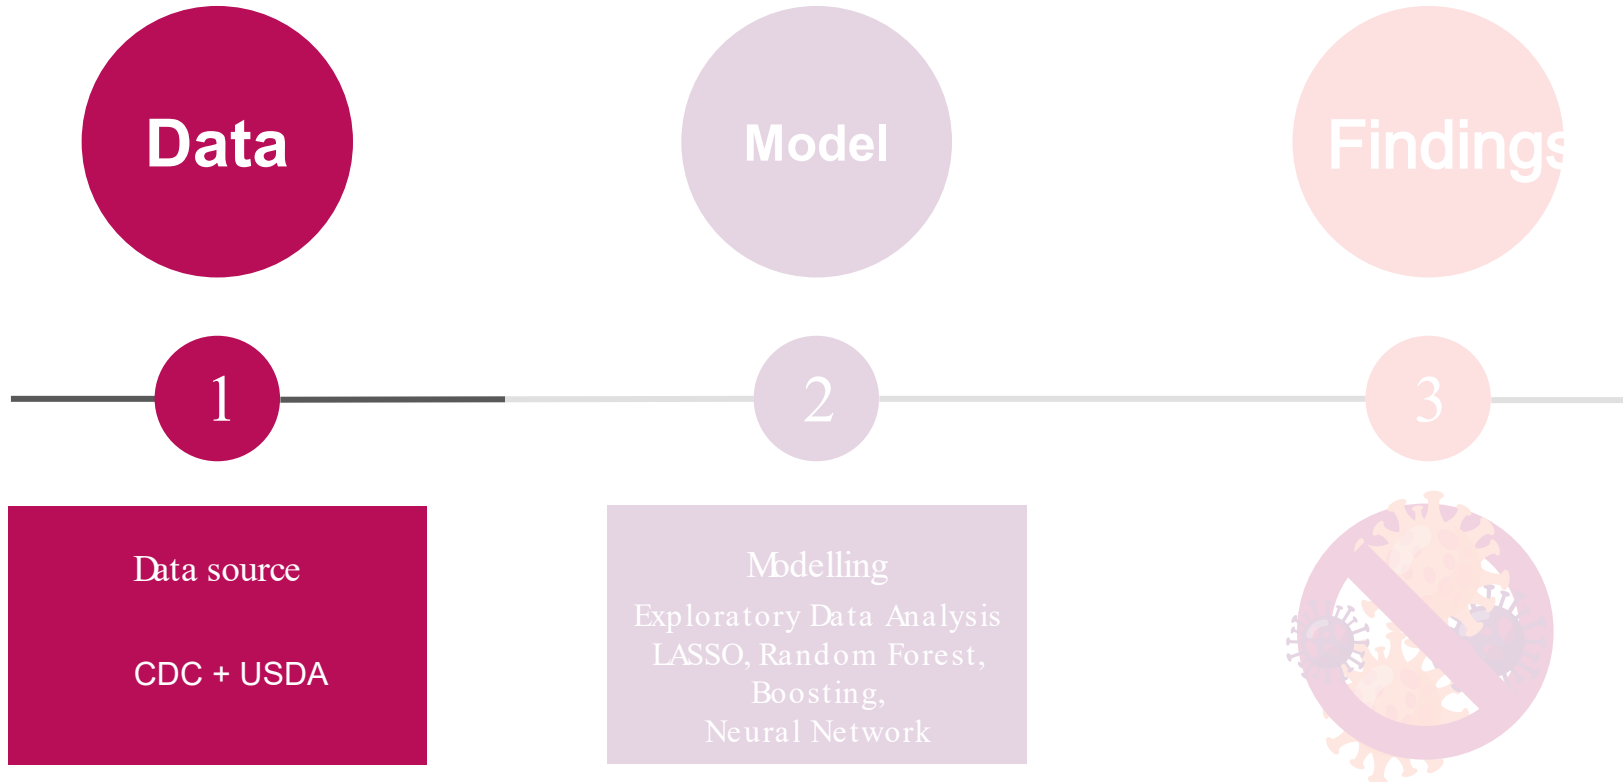 Data
Model
Findings
1
2
3
Data source
CDC + USDA
Modelling
Exploratory Data Analysis
LASSO, Random Forest,
Boosting,
Neural Network